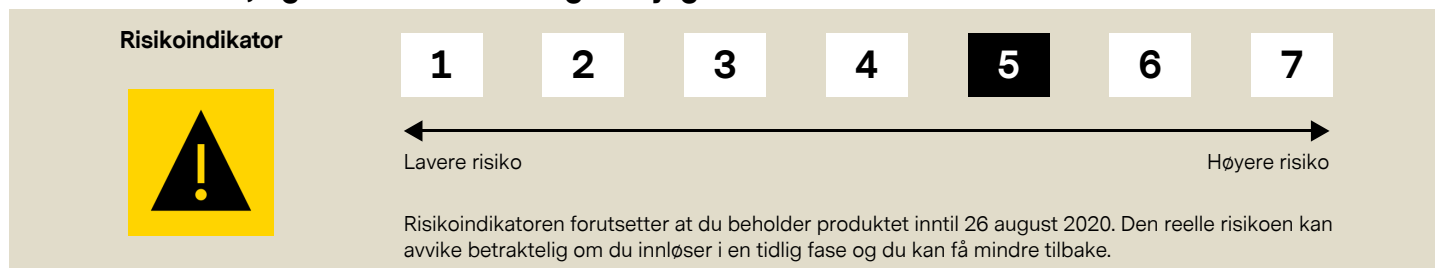 Risikoindikator
1 2 3 4 5 6 7
Lavere risiko Høyere risiko
Risikoindikatoren forutsetter at du beholder produktet inntil 26 august 2020. Den reelle risikoen kan
avvike betraktelig om du innløser i en tidlig fase og du kan få mindre tilbake.